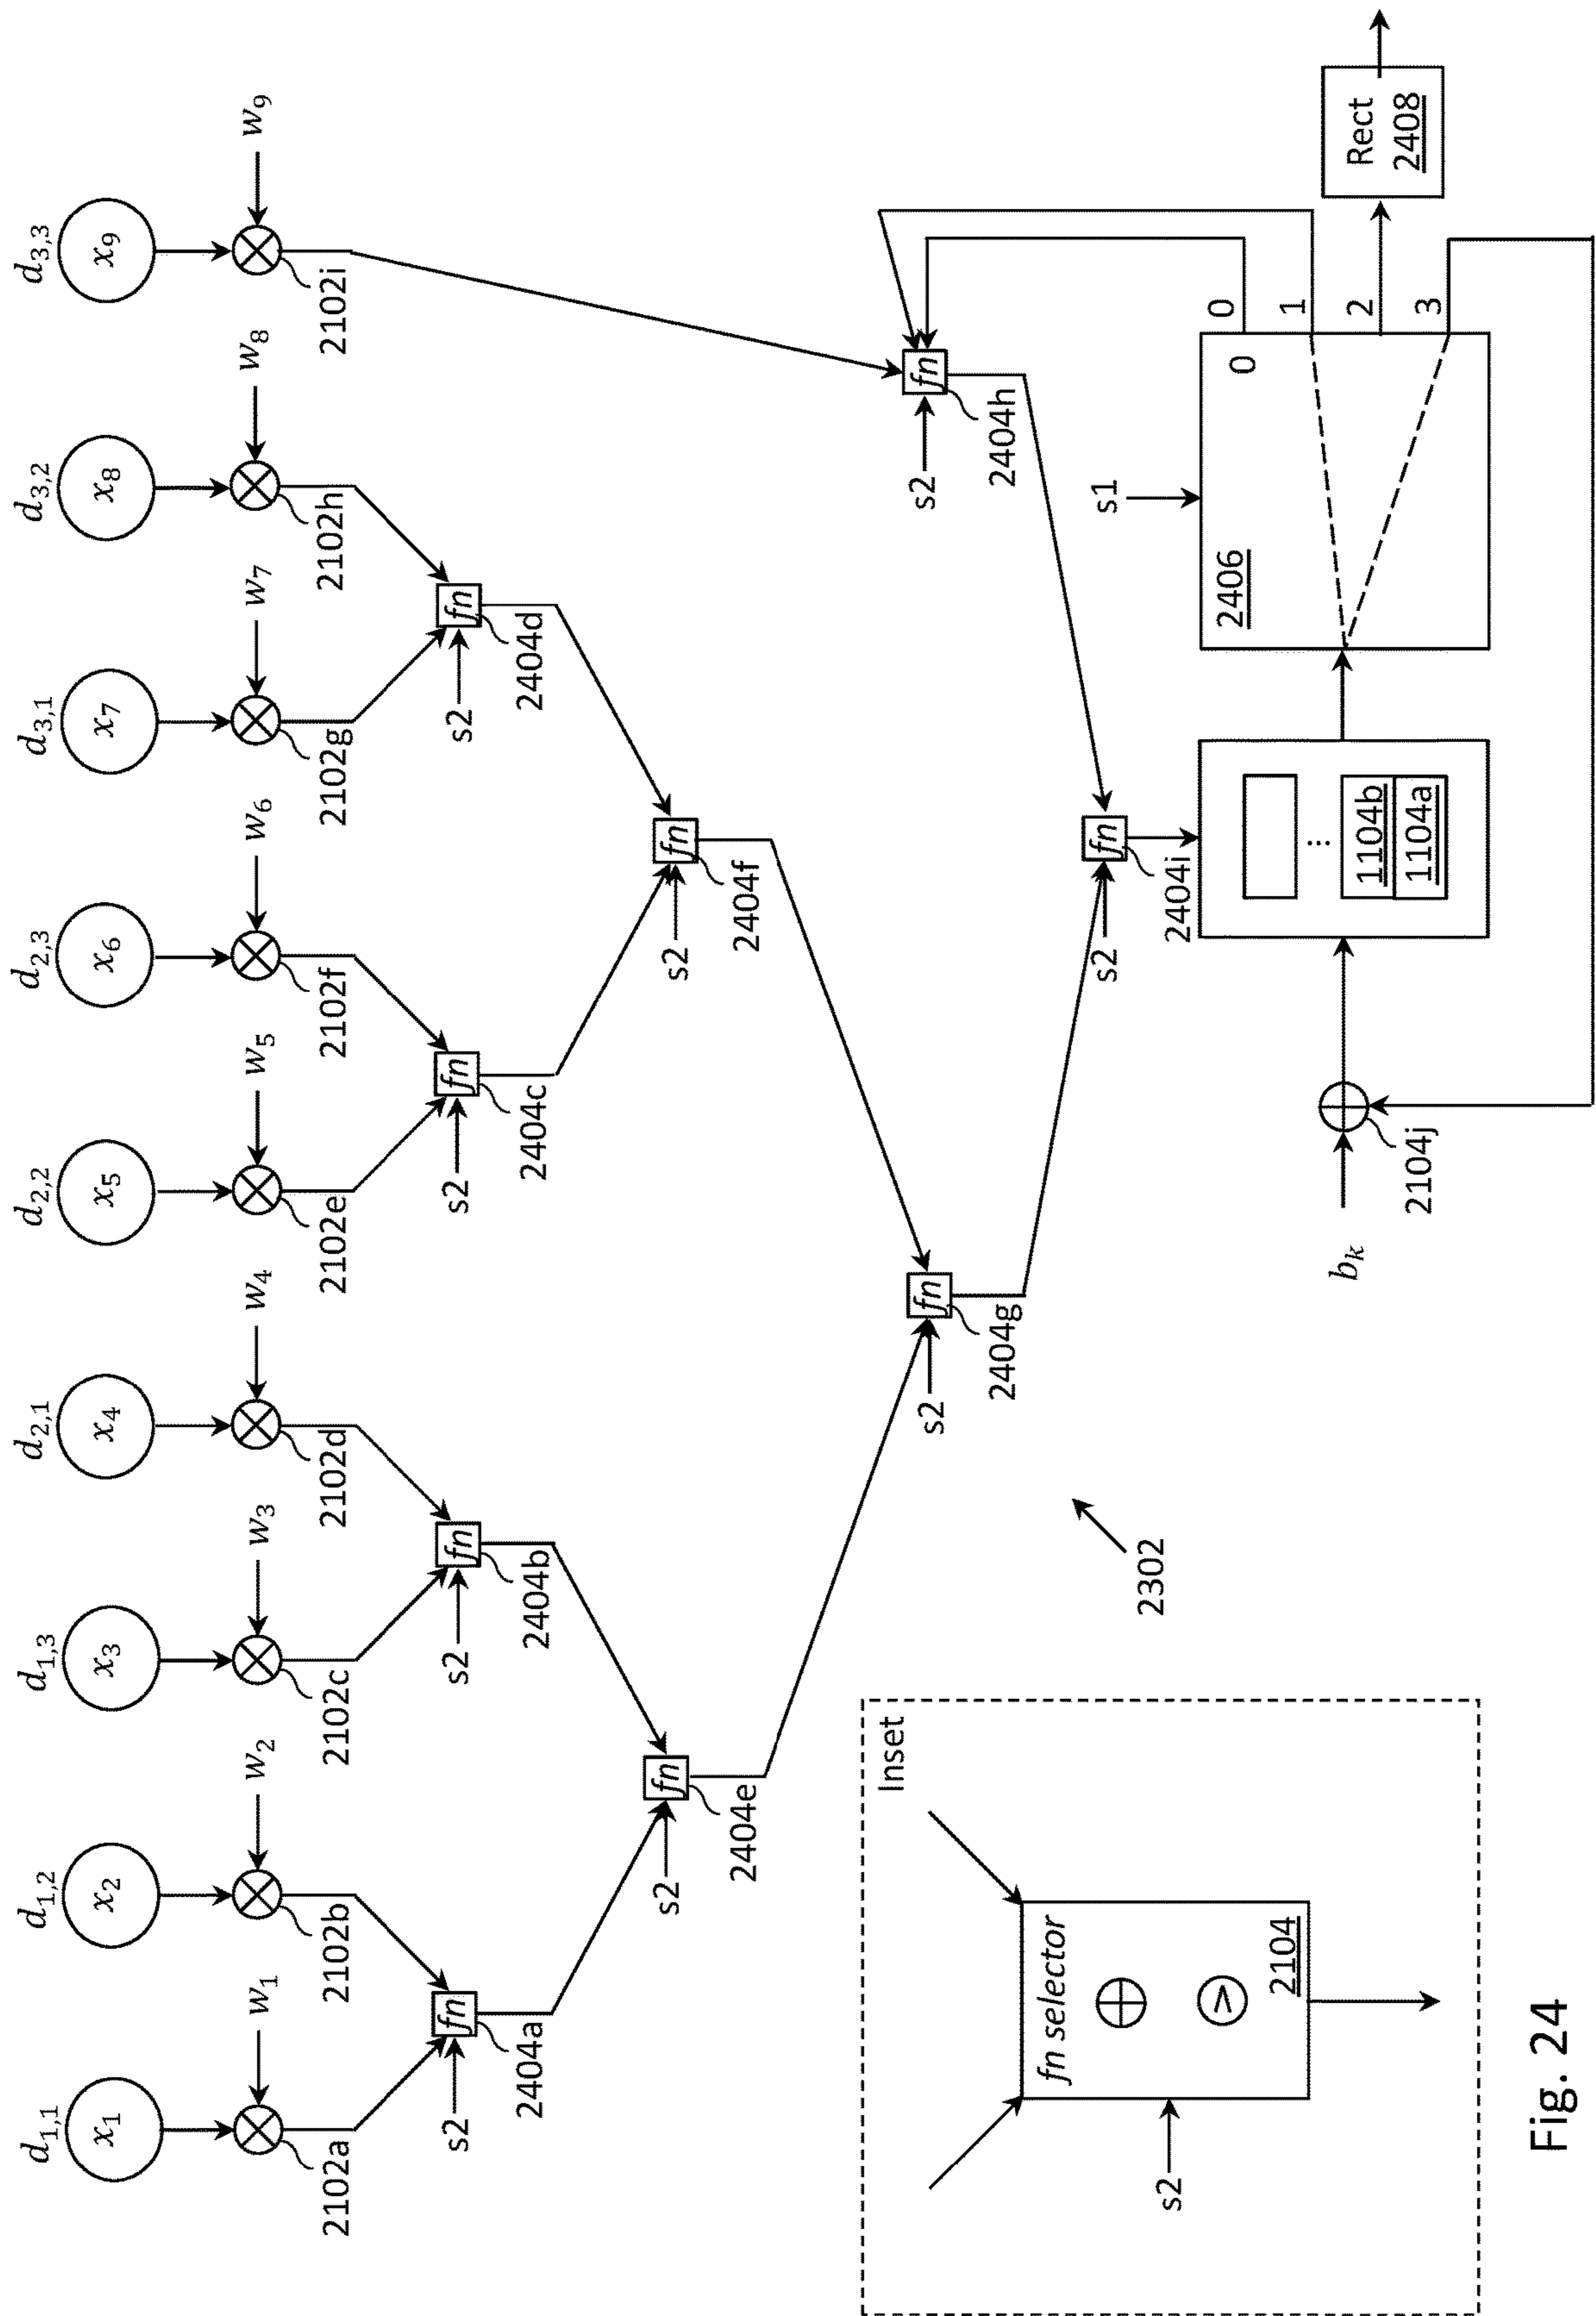 d1,1 d1,2 d1,3 d2,1 d2,2 d2,3 d3,1 d3,2 d3,3
x1 x2 x3 x4 x5 x6 x7 x8 x9
w1 w2 w3 w4 w5 w6 w7 w8 w9
2102a 2102b 2102c 2102d 2102e 2102f 2102g 2102h 2102i
fn fn fn fn
s2 s2 s2 s2
2404a 2404b 2404c 2404d
fn fn
s2 s2
2404e 2404f
fn fn
s2 s2
2404g 2404h
fn
s2
2404i
s1
2302
bk
2104j
...
1104b
1104a
2406
0
0
1
2
3
Rect
2408
Inset
fn selector
s2
2104
Fig. 24